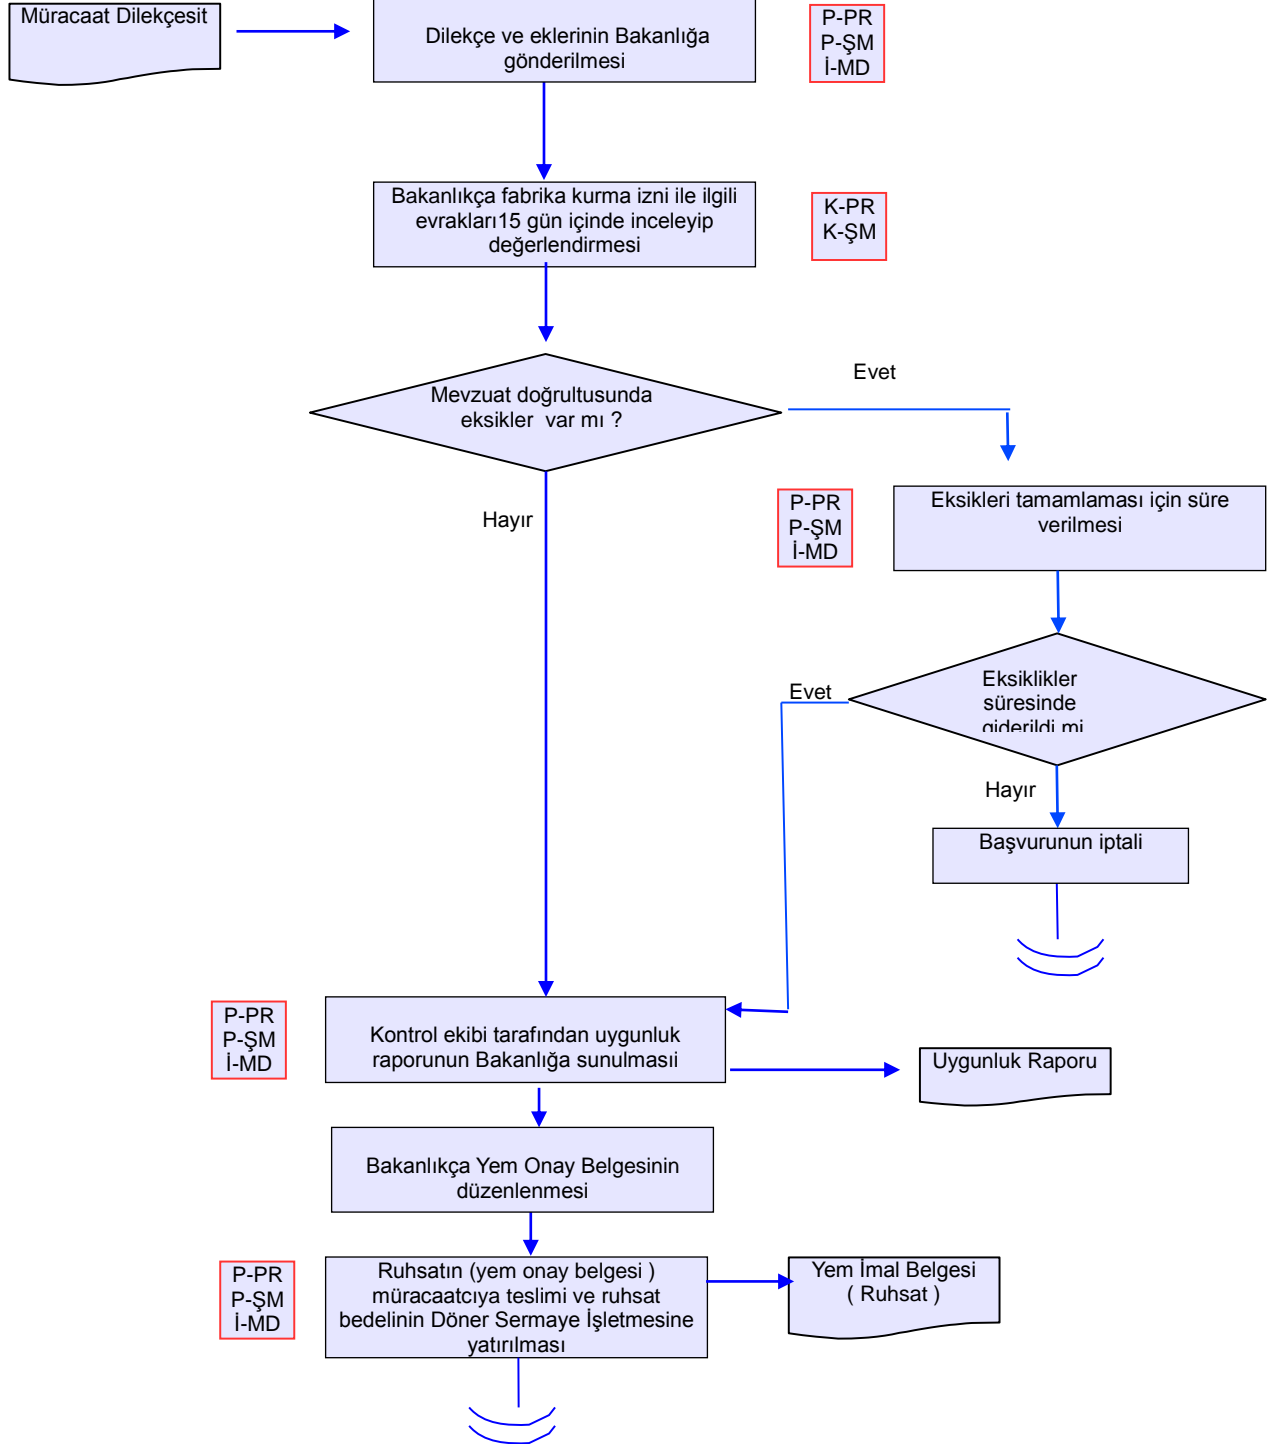 Müracaat Dilekçesit
Dilekçe ve eklerinin Bakanlığa
gönderilmesi
P-PR
P-ŞM
İ-MD
Bakanlıkça fabrika kurma izni ile ilgili
evrakları15 gün içinde inceleyip
değerlendirmesi
K-PR
K-ŞM
Mevzuat doğrultusunda
eksikler  var mı ?
Evet
Hayır
P-PR
P-ŞM
İ-MD
Eksikleri tamamlaması için süre
verilmesi
Eksiklikler
süresinde
giderildi mi
Evet
Hayır
Başvurunun iptali
P-PR
P-ŞM
İ-MD
Kontrol ekibi tarafından uygunluk
raporunun Bakanlığa sunulmasıi
Uygunluk Raporu
Bakanlıkça Yem Onay Belgesinin
düzenlenmesi
P-PR
P-ŞM
İ-MD
Ruhsatın (yem onay belgesi )
müracaatcıya teslimi ve ruhsat
bedelinin Döner Sermaye İşletmesine
yatırılması
Yem İmal Belgesi
( Ruhsat )